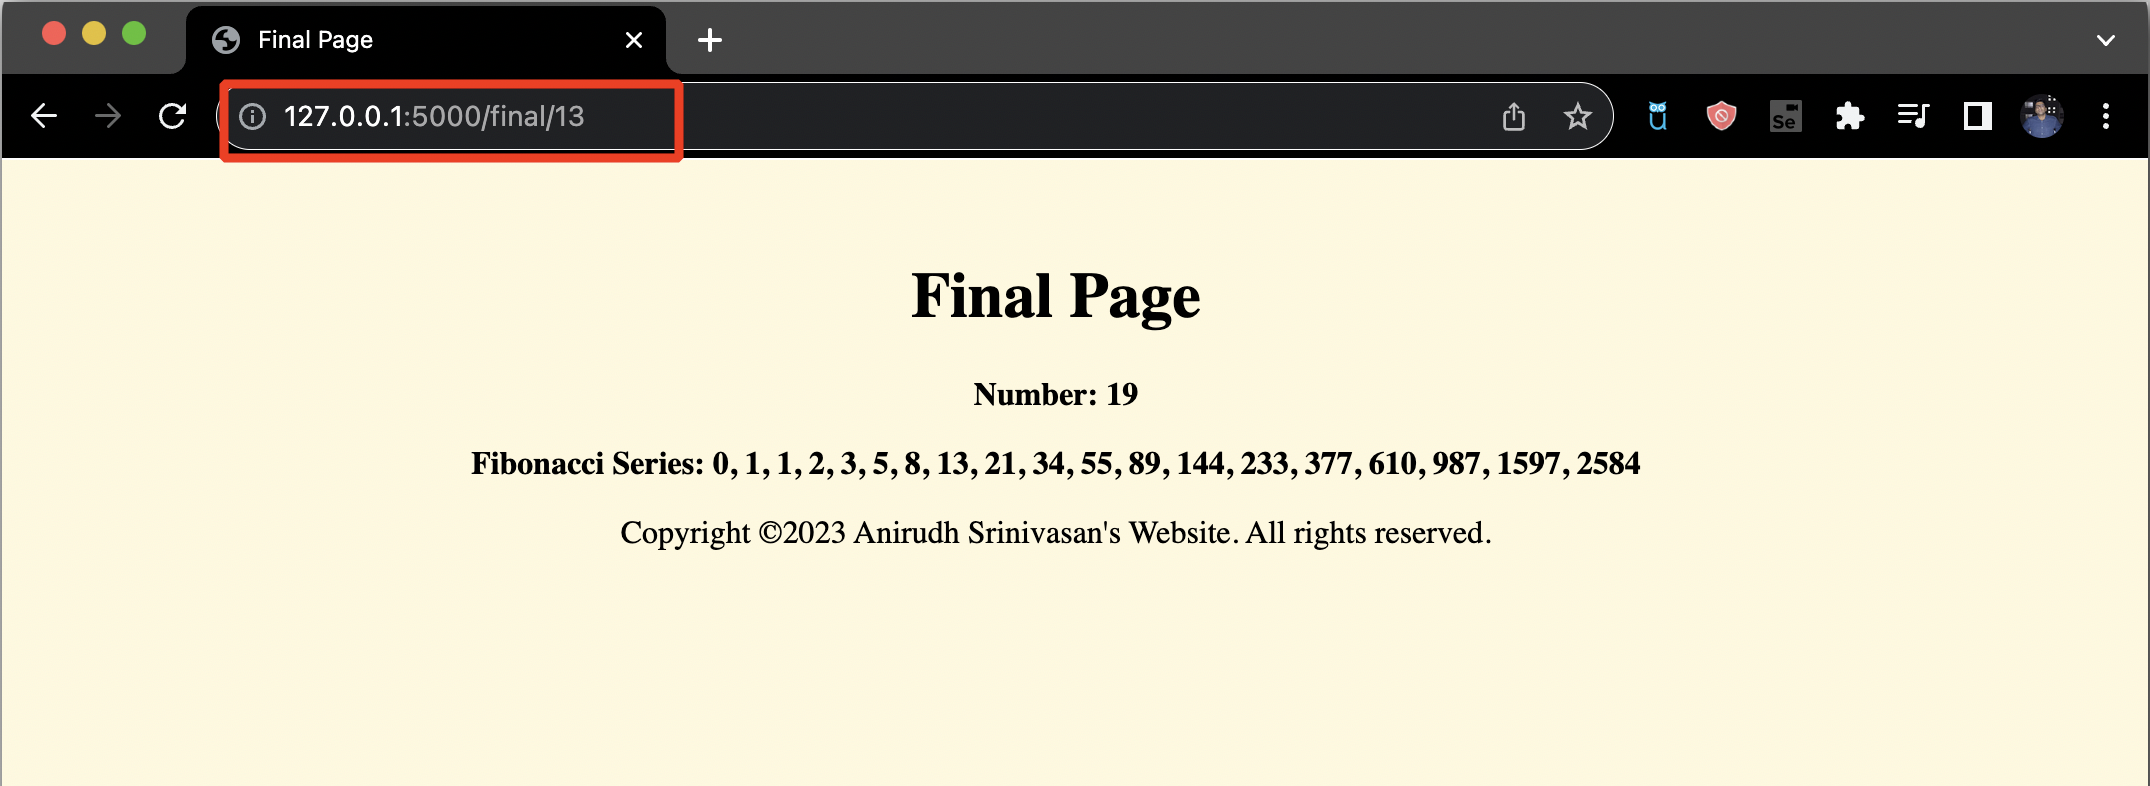 Final Page
127.0.0.1:5000/final/13
Se
Final Page
Number: 19
Fibonacci Series: 0, 1, 1, 2, 3, 5, 8, 13, 21, 34, 55, 89, 144, 233, 377, 610, 987, 1597, 2584
Copyright ©2023 Anirudh Srinivasan's Website. All rights reserved.